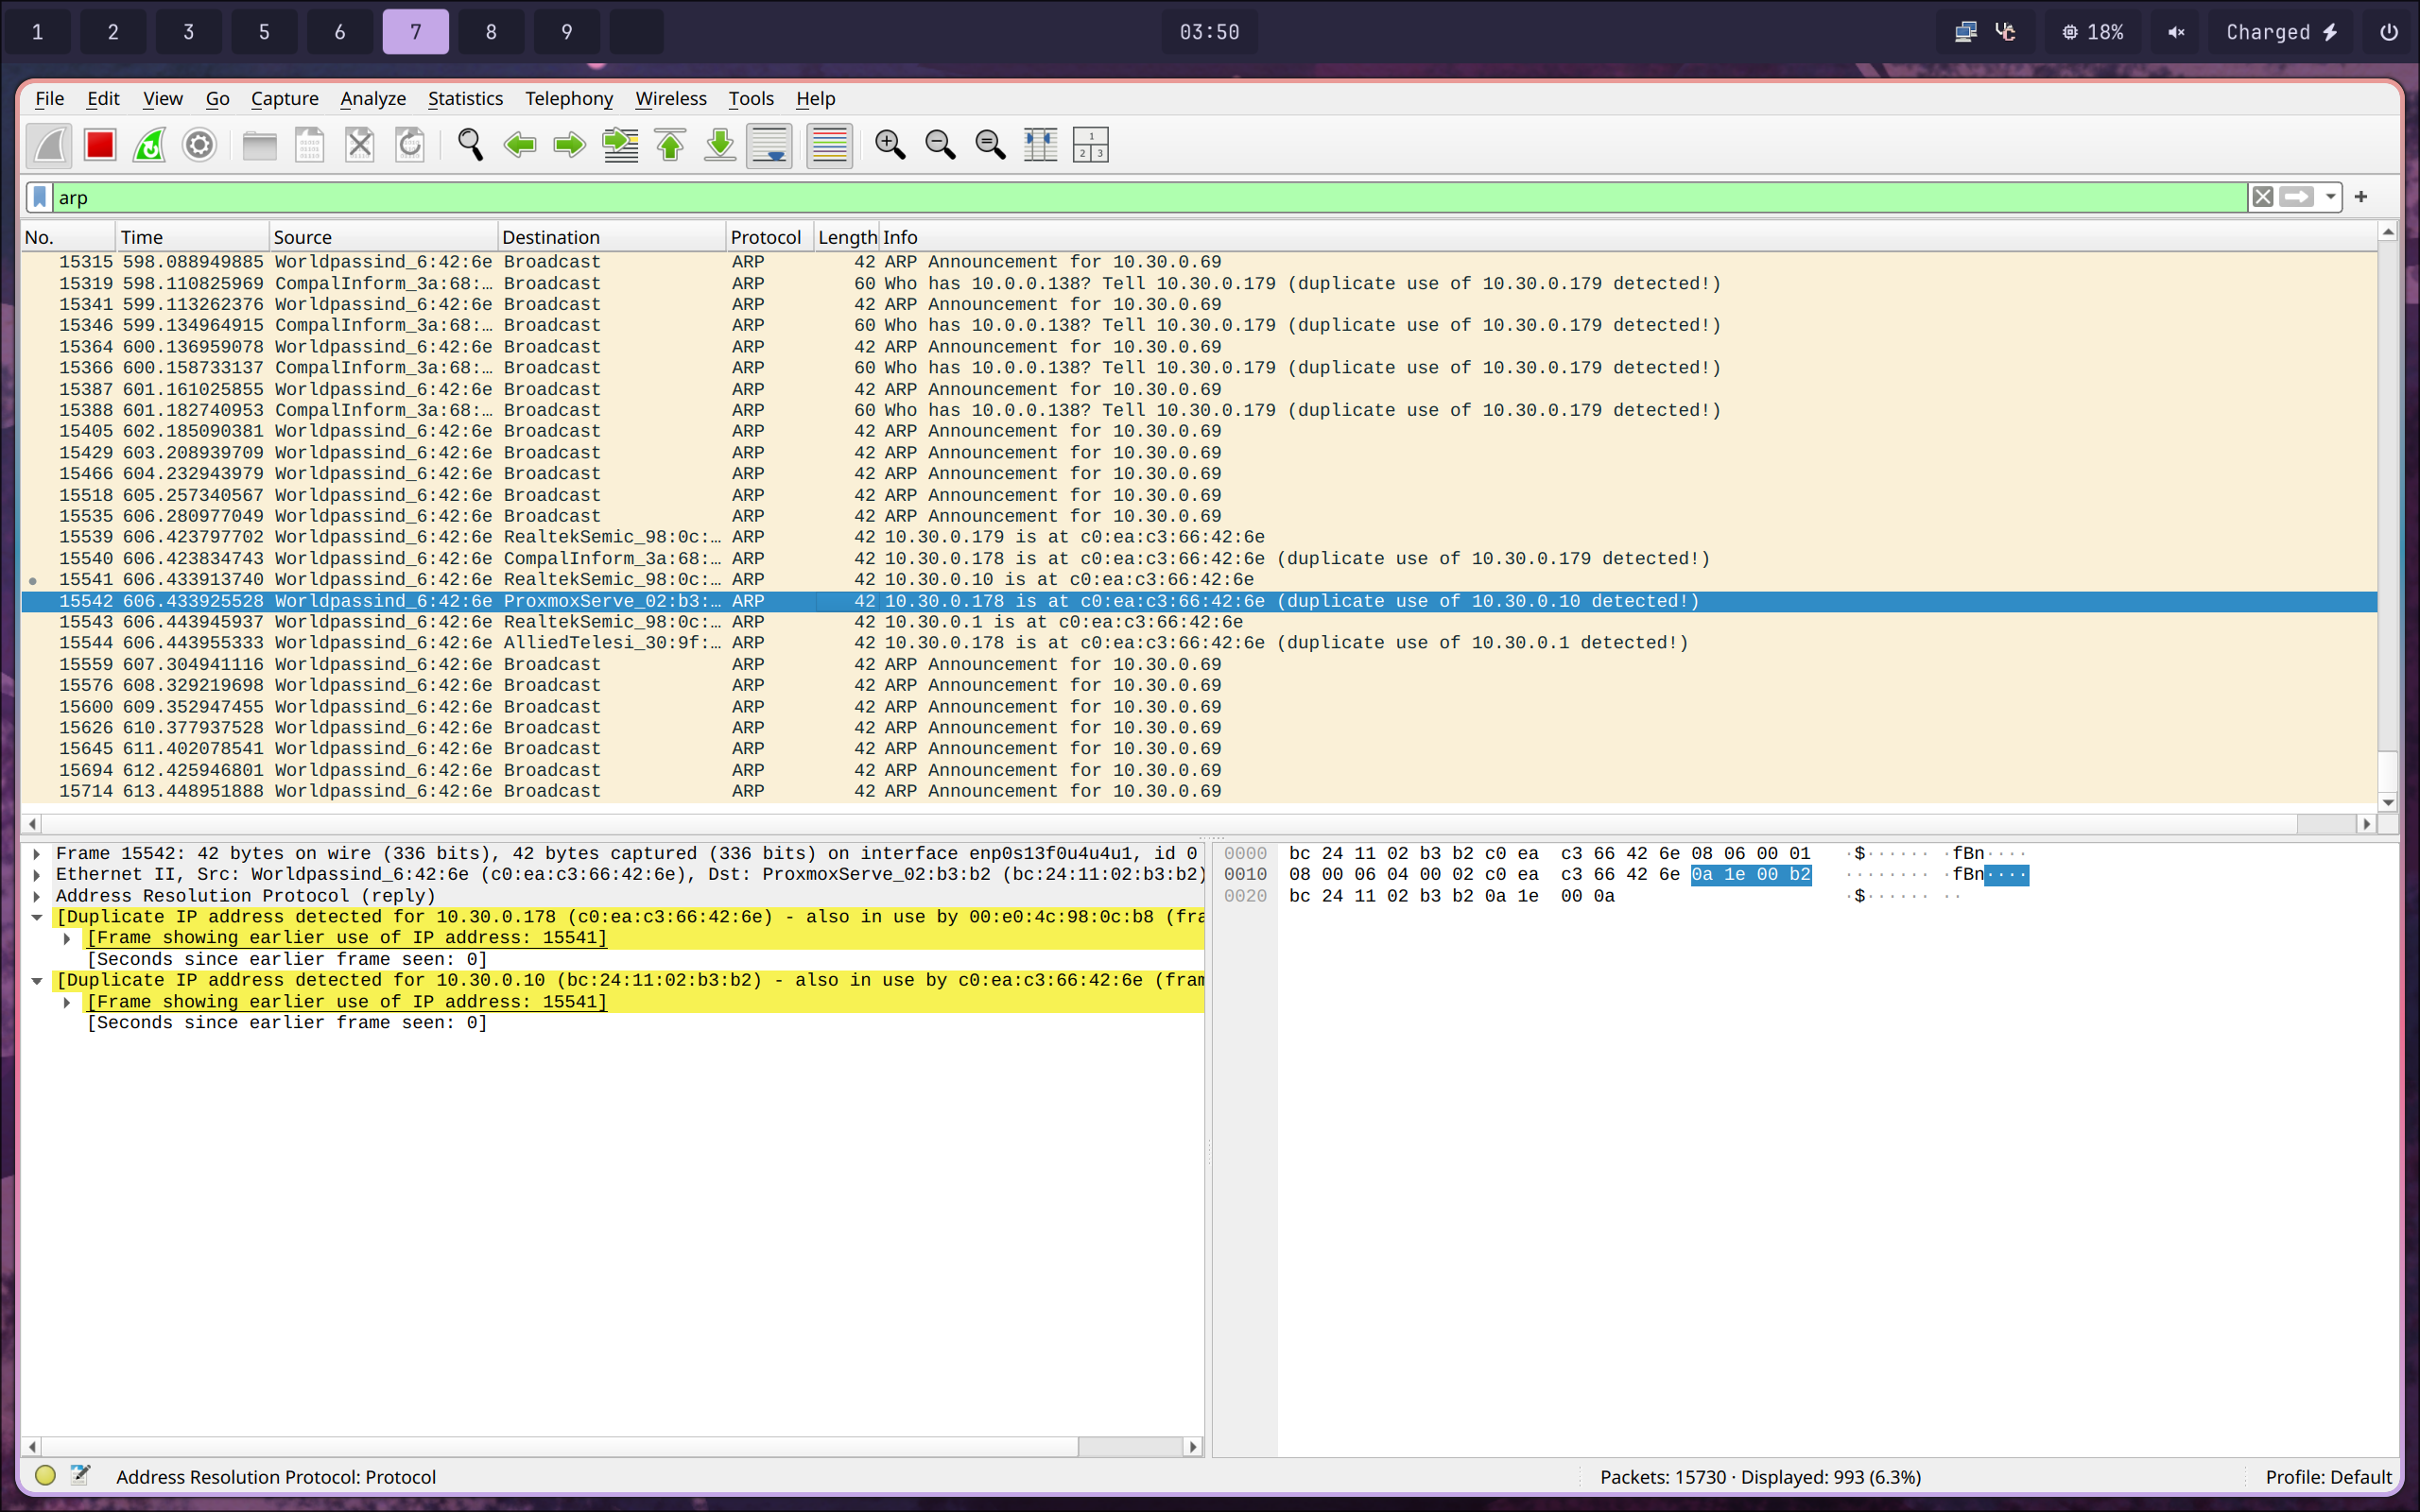 1 2 3 5 6 7 8 9 03:50 18% Charged
File Edit View Go Capture Analyze Statistics Telephony Wireless Tools Help
arp
No. Time Source Destination Protocol Length Info
15315 598.088949885 Worldpassind_6:42:6e Broadcast ARP 42 ARP Announcement for 10.30.0.69
15319 598.110825969 CompalInform_3a:68:… Broadcast ARP 60 Who has 10.0.0.138? Tell 10.30.0.179 (duplicate use of 10.30.0.179 detected!)
15341 599.113262376 Worldpassind_6:42:6e Broadcast ARP 42 ARP Announcement for 10.30.0.69
15346 599.134964915 CompalInform_3a:68:… Broadcast ARP 60 Who has 10.0.0.138? Tell 10.30.0.179 (duplicate use of 10.30.0.179 detected!)
15364 600.136959078 Worldpassind_6:42:6e Broadcast ARP 42 ARP Announcement for 10.30.0.69
15366 600.158733137 CompalInform_3a:68:… Broadcast ARP 60 Who has 10.0.0.138? Tell 10.30.0.179 (duplicate use of 10.30.0.179 detected!)
15387 601.161025855 Worldpassind_6:42:6e Broadcast ARP 42 ARP Announcement for 10.30.0.69
15388 601.182740953 CompalInform_3a:68:… Broadcast ARP 60 Who has 10.0.0.138? Tell 10.30.0.179 (duplicate use of 10.30.0.179 detected!)
15405 602.185090381 Worldpassind_6:42:6e Broadcast ARP 42 ARP Announcement for 10.30.0.69
15429 603.208939709 Worldpassind_6:42:6e Broadcast ARP 42 ARP Announcement for 10.30.0.69
15466 604.232943979 Worldpassind_6:42:6e Broadcast ARP 42 ARP Announcement for 10.30.0.69
15518 605.257340567 Worldpassind_6:42:6e Broadcast ARP 42 ARP Announcement for 10.30.0.69
15535 606.280977049 Worldpassind_6:42:6e Broadcast ARP 42 ARP Announcement for 10.30.0.69
15539 606.423797702 Worldpassind_6:42:6e RealtekSemic_98:0c:… ARP 42 10.30.0.179 is at c0:ea:c3:66:42:6e
15540 606.423834743 Worldpassind_6:42:6e CompalInform_3a:68:… ARP 42 10.30.0.178 is at c0:ea:c3:66:42:6e (duplicate use of 10.30.0.179 detected!)
15541 606.433913740 Worldpassind_6:42:6e RealtekSemic_98:0c:… ARP 42 10.30.0.10 is at c0:ea:c3:66:42:6e
15542 606.433925528 Worldpassind_6:42:6e ProxmoxServe_02:b3:… ARP 42 10.30.0.178 is at c0:ea:c3:66:42:6e (duplicate use of 10.30.0.10 detected!)
15543 606.443945937 Worldpassind_6:42:6e RealtekSemic_98:0c:… ARP 42 10.30.0.1 is at c0:ea:c3:66:42:6e
15544 606.443955333 Worldpassind_6:42:6e AlliedTelesi_30:9f:… ARP 42 10.30.0.178 is at c0:ea:c3:66:42:6e (duplicate use of 10.30.0.1 detected!)
15559 607.304941116 Worldpassind_6:42:6e Broadcast ARP 42 ARP Announcement for 10.30.0.69
15576 608.329219698 Worldpassind_6:42:6e Broadcast ARP 42 ARP Announcement for 10.30.0.69
15600 609.352947455 Worldpassind_6:42:6e Broadcast ARP 42 ARP Announcement for 10.30.0.69
15626 610.377937528 Worldpassind_6:42:6e Broadcast ARP 42 ARP Announcement for 10.30.0.69
15645 611.402078541 Worldpassind_6:42:6e Broadcast ARP 42 ARP Announcement for 10.30.0.69
15694 612.425946801 Worldpassind_6:42:6e Broadcast ARP 42 ARP Announcement for 10.30.0.69
15714 613.448951888 Worldpassind_6:42:6e Broadcast ARP 42 ARP Announcement for 10.30.0.69
Frame 15542: 42 bytes on wire (336 bits), 42 bytes captured (336 bits) on interface enp0s13f0u4u4u1, id 0
Ethernet II, Src: Worldpassind_6:42:6e (c0:ea:c3:66:42:6e), Dst: ProxmoxServe_02:b3:b2 (bc:24:11:02:b3:b2)
Address Resolution Protocol (reply)
[Duplicate IP address detected for 10.30.0.178 (c0:ea:c3:66:42:6e) - also in use by 00:e0:4c:98:0c:b8 (fra
[Frame showing earlier use of IP address: 15541]
[Seconds since earlier frame seen: 0]
[Duplicate IP address detected for 10.30.0.10 (bc:24:11:02:b3:b2) - also in use by c0:ea:c3:66:42:6e (fram
[Frame showing earlier use of IP address: 15541]
[Seconds since earlier frame seen: 0]
0000 bc 24 11 02 b3 b2 c0 ea c3 66 42 6e 08 06 00 01 ·$······ ·fBn····
0010 08 00 06 04 00 02 c0 ea c3 66 42 6e 0a 1e 00 b2 ········ ·fBn····
0020 bc 24 11 02 b3 b2 0a 1e 00 0a ·$······ ··
Address Resolution Protocol: Protocol
Packets: 15730 · Displayed: 993 (6.3%)
Profile: Default